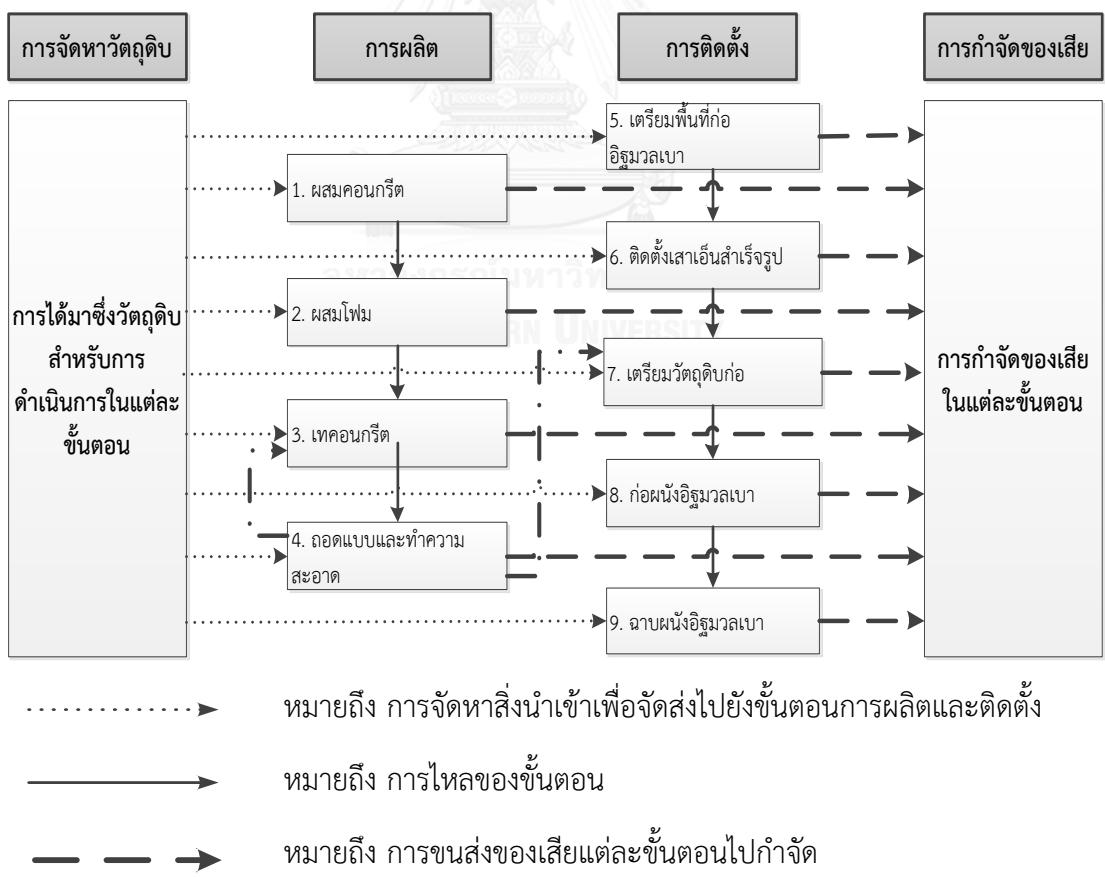 การจัดหาวัตถุดิบ
การผลิต
การติดตั้ง
การกำจัดของเสีย
การได้มาซึ่งวัตถุดิบ
สำหรับการ
ดำเนินการในแต่ละ
ขั้นตอน
1. ผสมคอนกรีต
2. ผสมโฟม
3. เทคอนกรีต
4. ถอดแบบและทำความ
สะอาด
5. เตรียมพื้นที่ก่อ
อิฐมวลเบา
6. ติดตั้งเสาเอ็นสำเร็จรูป
7. เตรียมวัตถุดิบก่อ
8. ก่อผนังอิฐมวลเบา
9. ฉาบผนังอิฐมวลเบา
การกำจัดของเสีย
ในแต่ละขั้นตอน
หมายถึง การจัดหาสิ่งนำเข้าเพื่อจัดส่งไปยังขั้นตอนการผลิตและติดตั้ง
หมายถึง การไหลของขั้นตอน
หมายถึง การขนส่งของเสียแต่ละขั้นตอนไปกำจัด